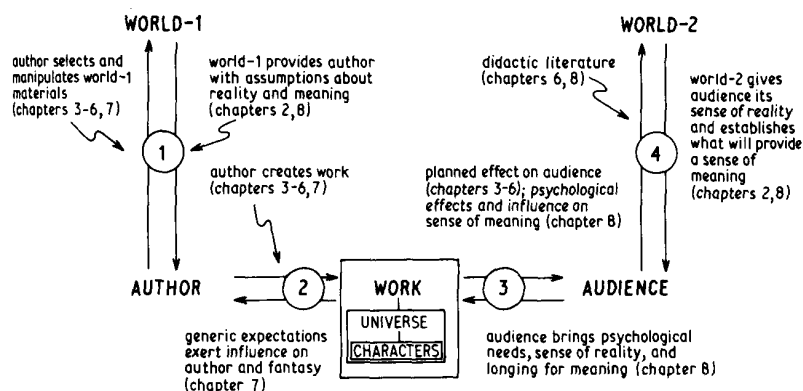 WORLD-1
WORLD-2
author selects and
manipulates world-1
materials
(chapters 3-6, 7)
world-1 provides author
with assumptions about
reality and meaning
(chapters 2, 8)
didactic literature
(chapters 6, 8)
world-2 gives
audience its
sense of reality
and establishes
what will provide
a sense of
meaning
(chapters 2, 8)
1
4
author creates work
(chapters 3-6, 7)
planned effect on audience
(chapters 3-6); psychological
effects and influence on
sense of meaning (chapter 8)
AUTHOR
2
WORK
UNIVERSE
CHARACTERS
3
AUDIENCE
generic expectations
exert influence on
author and fantasy
(chapter 7)
audience brings psychological
needs, sense of reality, and
longing for meaning (chapter 8)